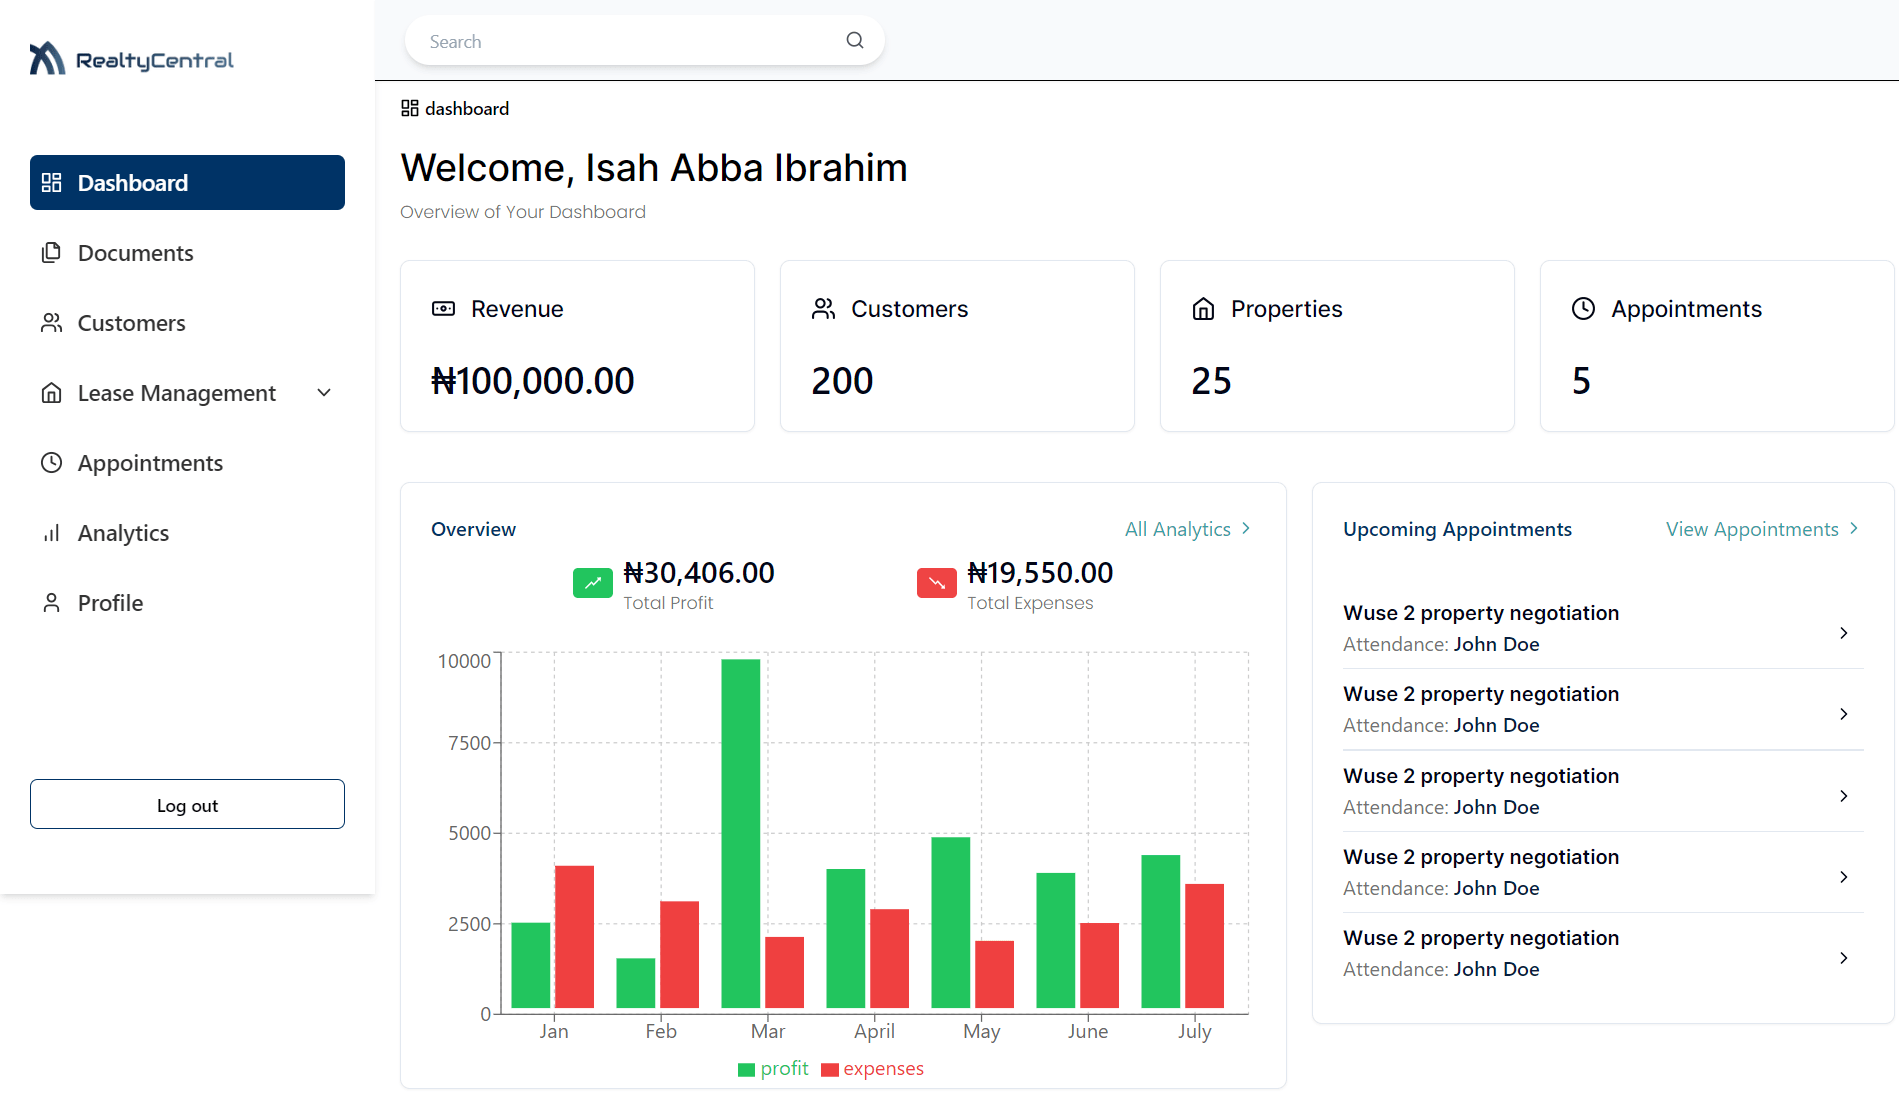 RealtyCentral
Search
Dashboard
Documents
Customers
Lease Management
Appointments
Analytics
Profile
Log out
dashboard
Welcome, Isah Abba Ibrahim
Overview of Your Dashboard
Revenue
₦100,000.00
Customers
200
Properties
25
Appointments
5
Overview
All Analytics
₦30,406.00
Total Profit
₦19,550.00
Total Expenses
10000
7500
5000
2500
0
Jan Feb Mar April May June July
profit expenses
Upcoming Appointments
View Appointments
Wuse 2 property negotiation
Attendance: John Doe
Wuse 2 property negotiation
Attendance: John Doe
Wuse 2 property negotiation
Attendance: John Doe
Wuse 2 property negotiation
Attendance: John Doe
Wuse 2 property negotiation
Attendance: John Doe